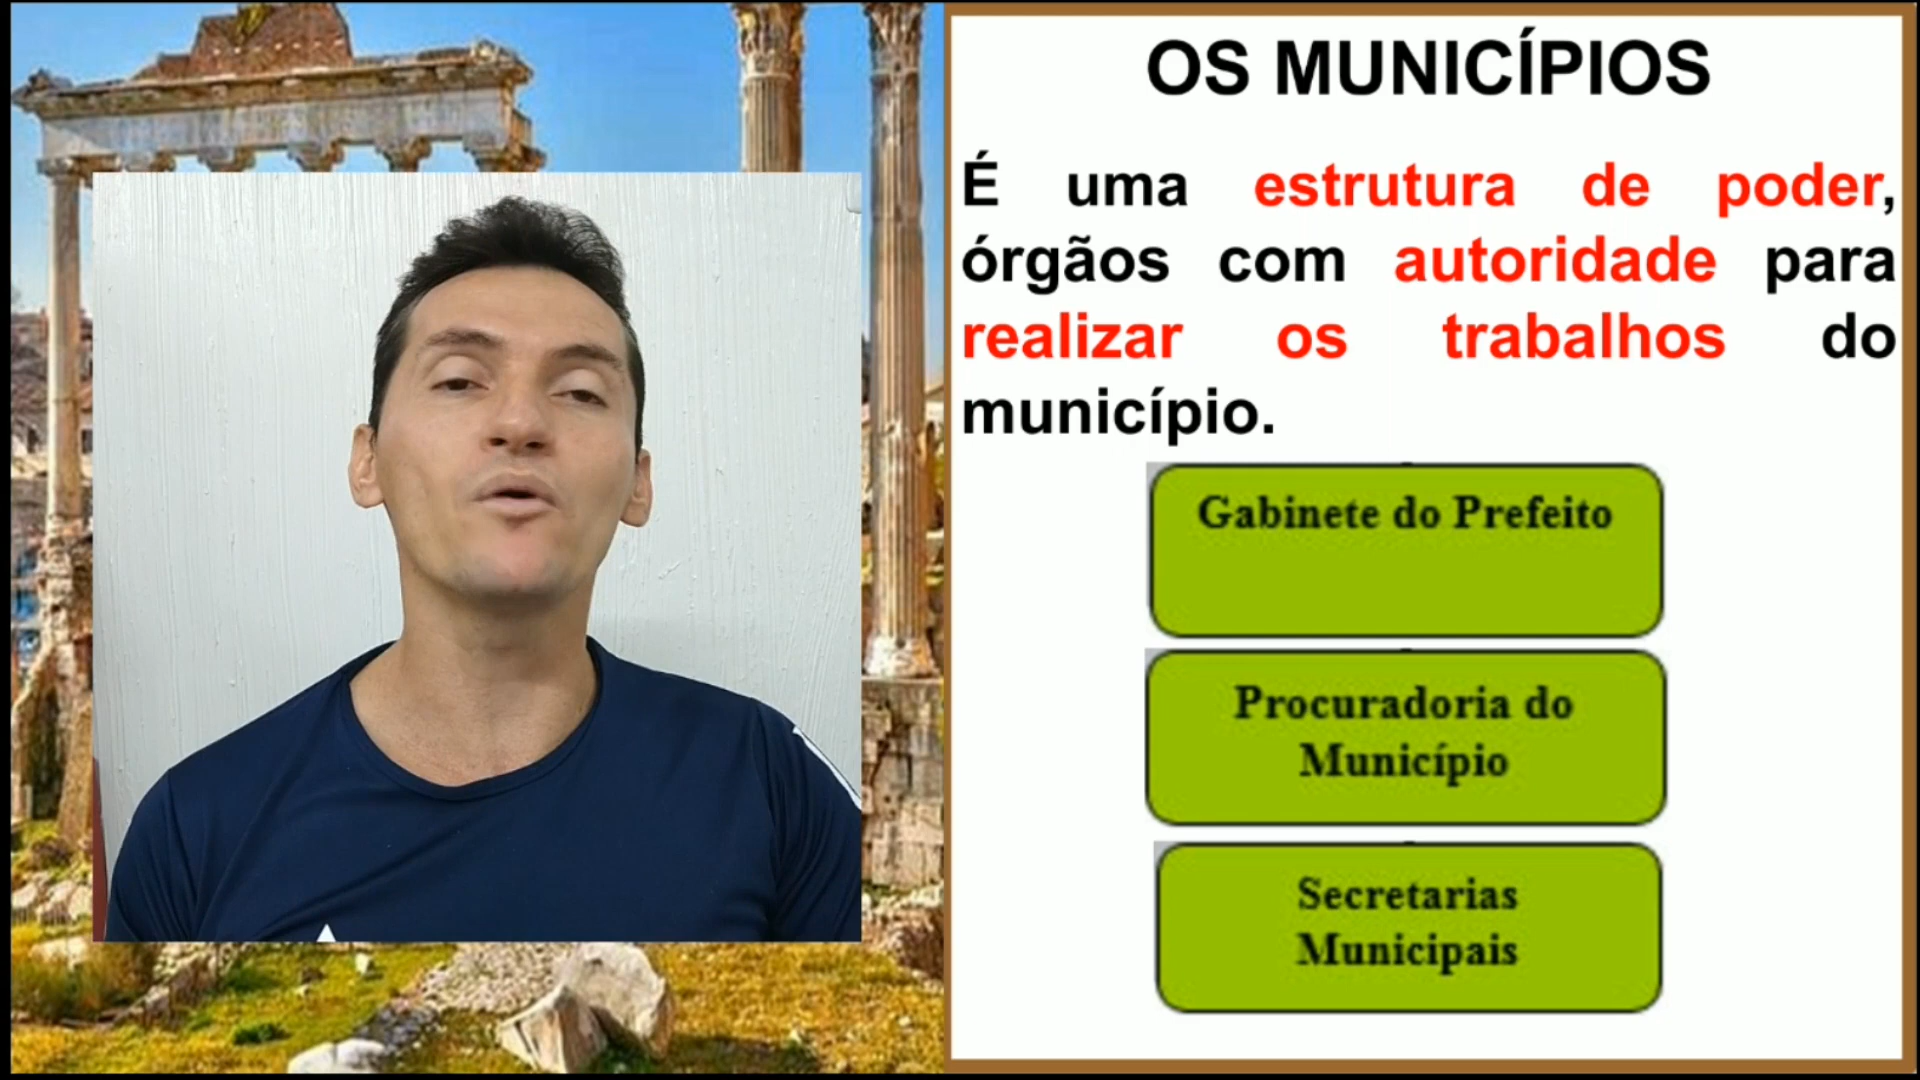 OS MUNICÍPIOS
É uma estrutura de poder,
órgãos com autoridade para
realizar os trabalhos do
município.
Gabinete do Prefeito
Procuradoria do
Município
Secretarias
Municipais